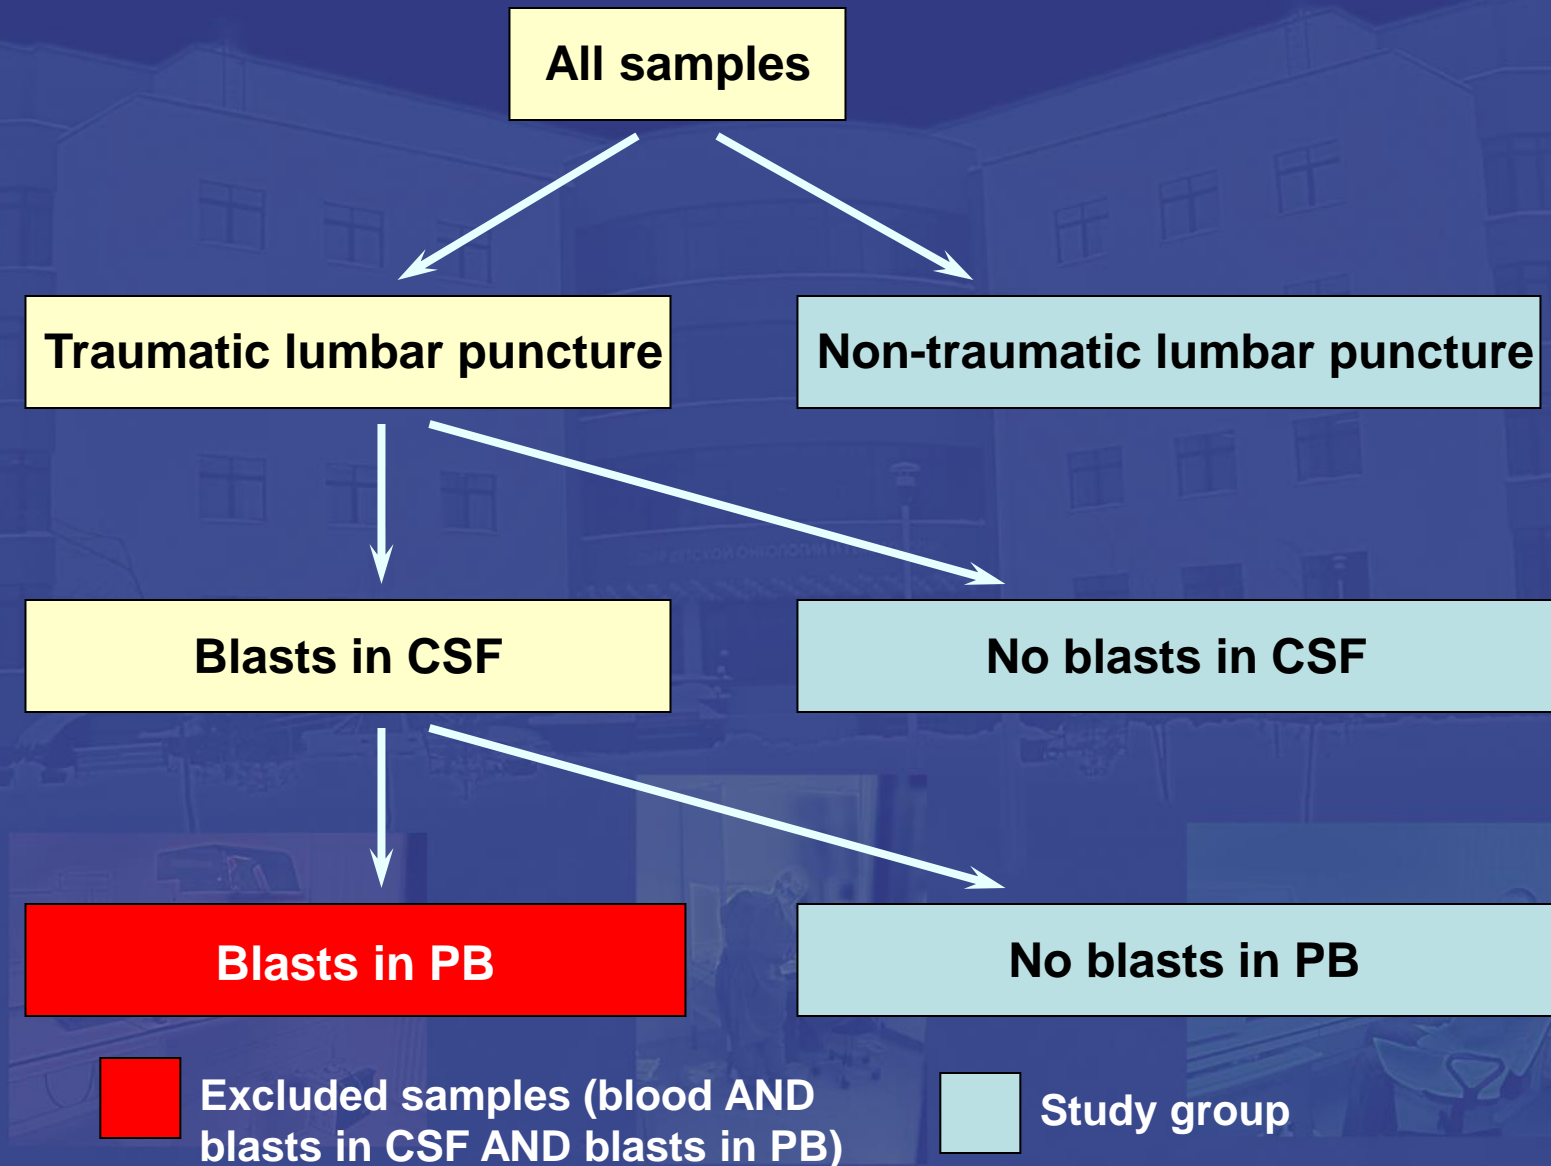 All samples
Traumatic lumbar puncture
Non-traumatic lumbar puncture
Blasts in CSF
No blasts in CSF
Blasts in PB
No blasts in PB
Excluded samples (blood AND
blasts in CSF AND blasts in PB)
Study group